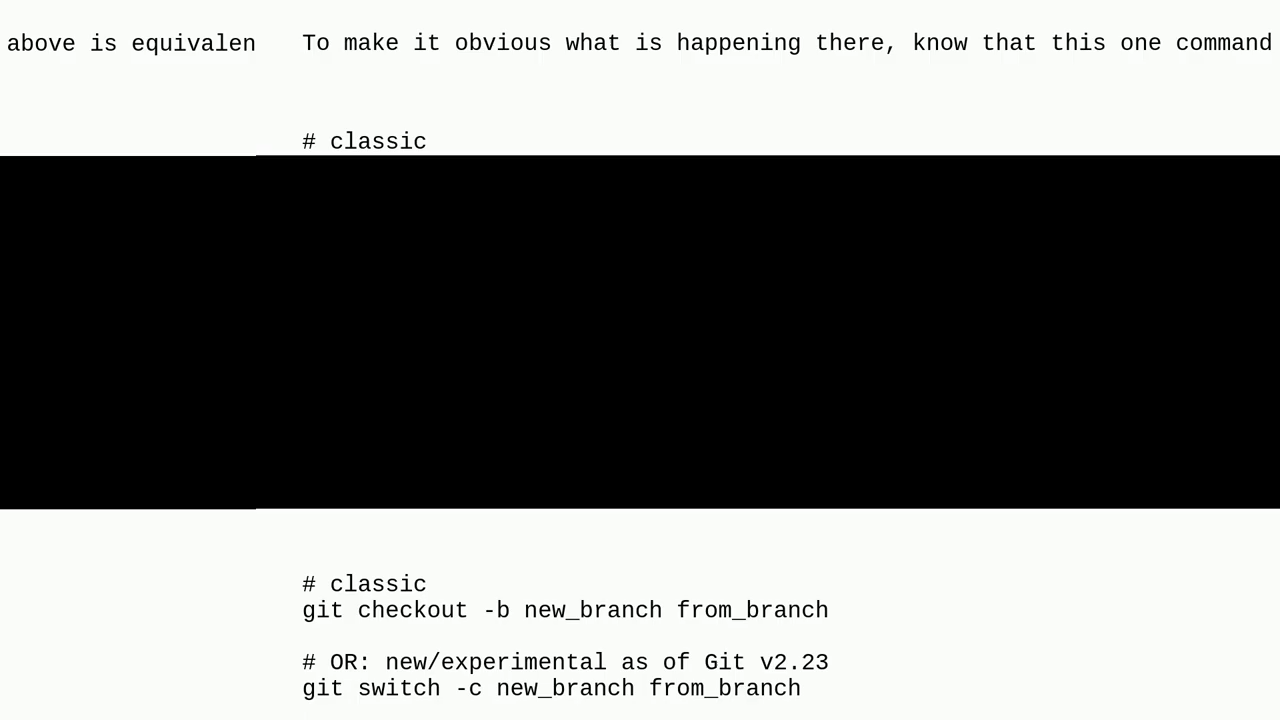 above is equivalen To make it obvious what is happening there, know that this one command
# classic
# classic
git checkout -b new_branch from_branch
# OR: new/experimental as of Git v2.23
git switch -c new_branch from_branch